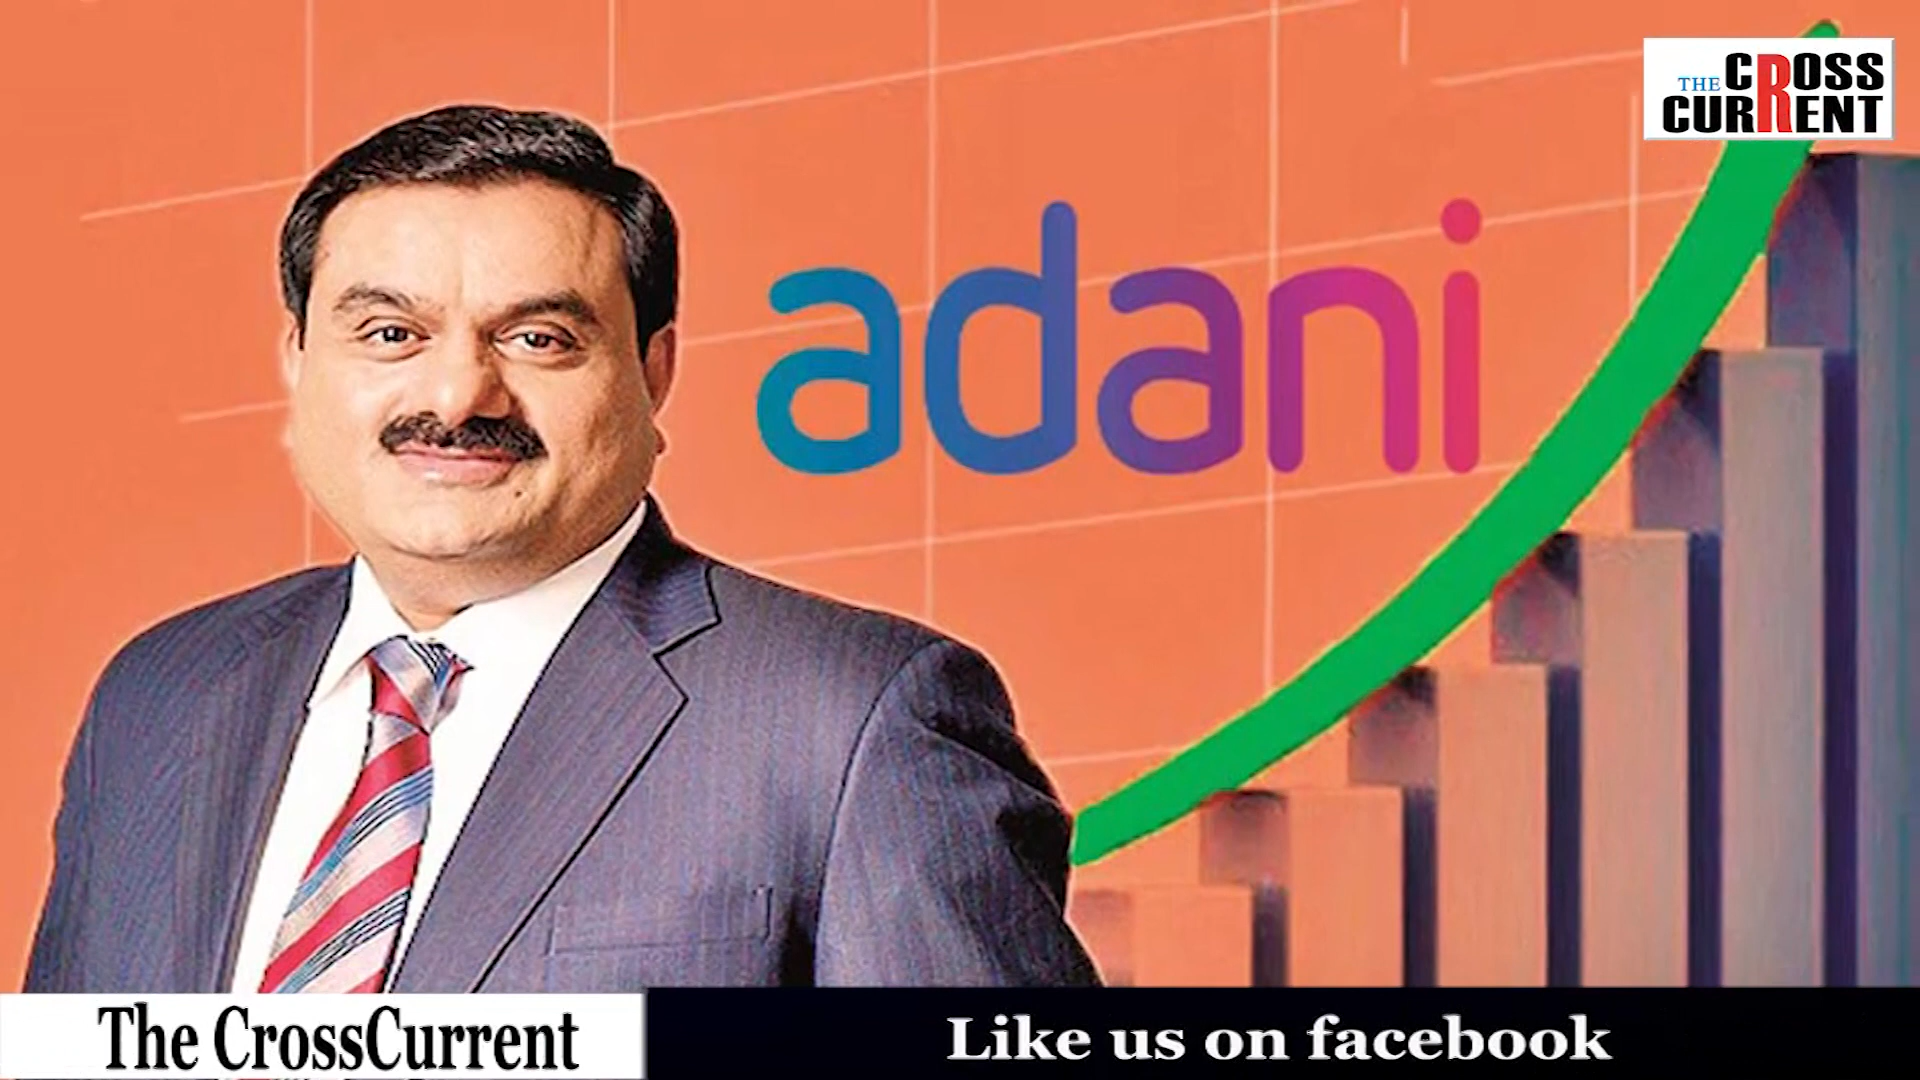 THE CROSS
CURRENT
adani
The CrossCurrent
Like us on facebook